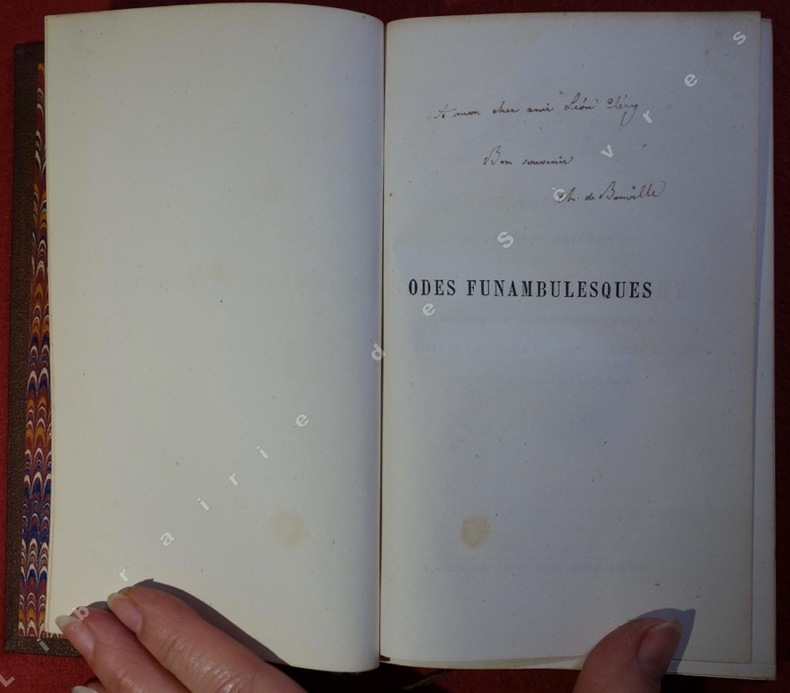 A mon cher ami Léon Cléry
Bon souvenir
Th. de Banville
ODES FUNAMBULESQUES
Librairie de sèvres